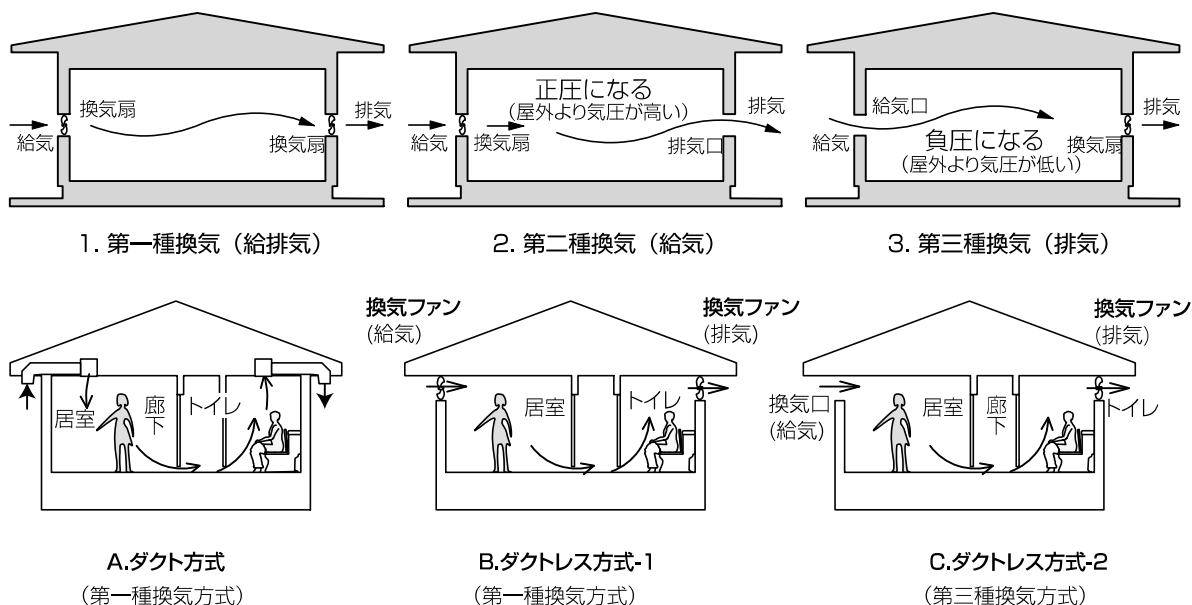 換気扇
給気
換気扇
排気
1. 第一種換気（給排気）
正圧になる
(屋外より気圧が高い)
給気
換気扇
排気口
排気
2. 第二種換気（給気）
給気口
給気
負圧になる
(屋外より気圧が低い)
換気扇
排気
3. 第三種換気（排気）
居室
廊下
トイレ
A.ダクト方式
(第一種換気方式)
換気ファン
(給気)
換気ファン
(排気)
居室
トイレ
B.ダクトレス方式-1
(第一種換気方式)
換気ファン
(排気)
換気口
(給気)
居室
廊下
トイレ
C.ダクトレス方式-2
(第三種換気方式)